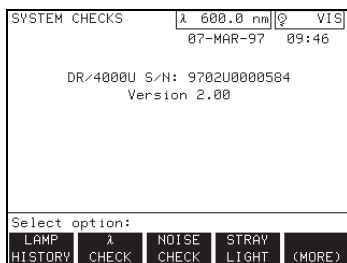 SYSTEM CHECKS λ 600.0 nm VIS
07-MAR-97 09:46
DR/4000U S/N: 9702U0000584
Version 2.00
Select option:
LAMP λ NOISE STRAY
HISTORY CHECK CHECK LIGHT (MORE)